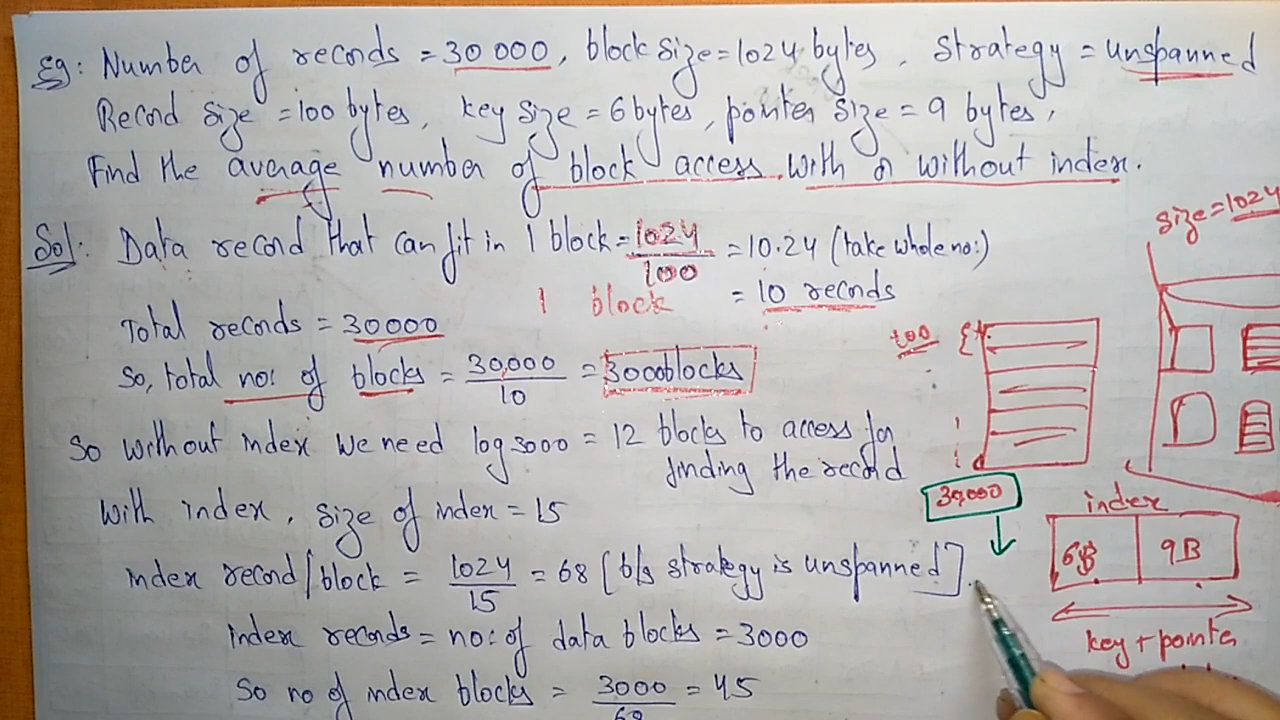 Eg: Number of records = 30 000, block size = 1024 bytes, strategy = unspanned
Record size = 100 bytes, key size = 6 bytes, pointer size = 9 bytes,
Find the average number of block access with or without index.
Sol: Data record that can fit in 1 block = 1024/100 = 10.24 (take whole no:)
1 block = 10 records
Total records = 30000
So, total no: of blocks = 30,000/10 = 3000 blocks
So without index we need log 3000 = 12 blocks to access for
finding the record
With index, size of index = 15
index record/block = 1024/15 = 68 [b/s strategy is unspanned].
index records = no: of data blocks = 3000
So no of index blocks = 3000/68 = 45
size = 1024
100
30,000
index
6B 9B
key + pointer